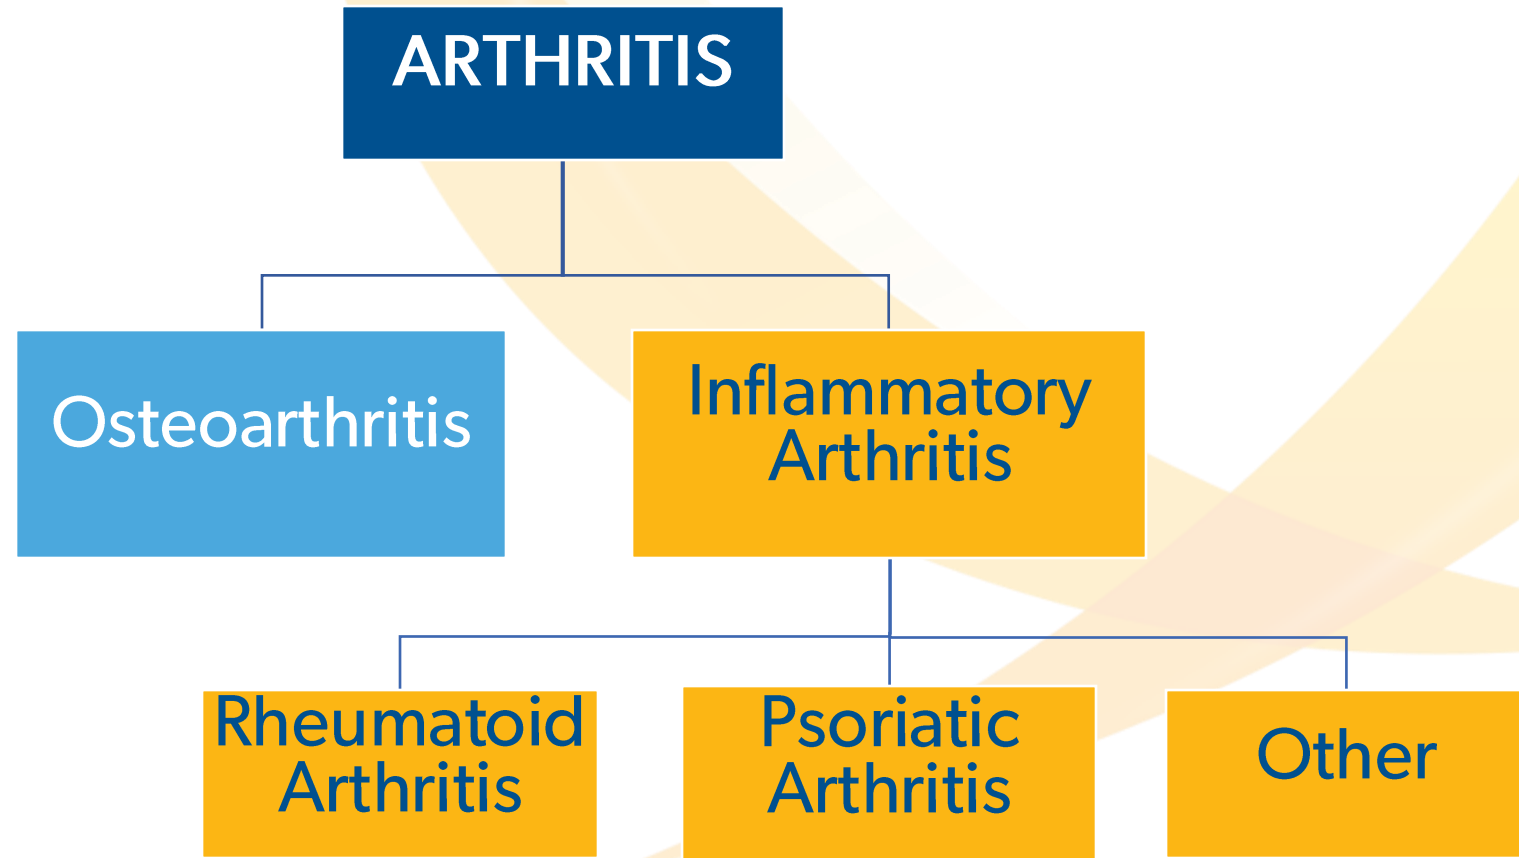 ARTHRITIS
Osteoarthritis
Inflammatory
Arthritis
Rheumatoid
Arthritis
Psoriatic
Arthritis
Other